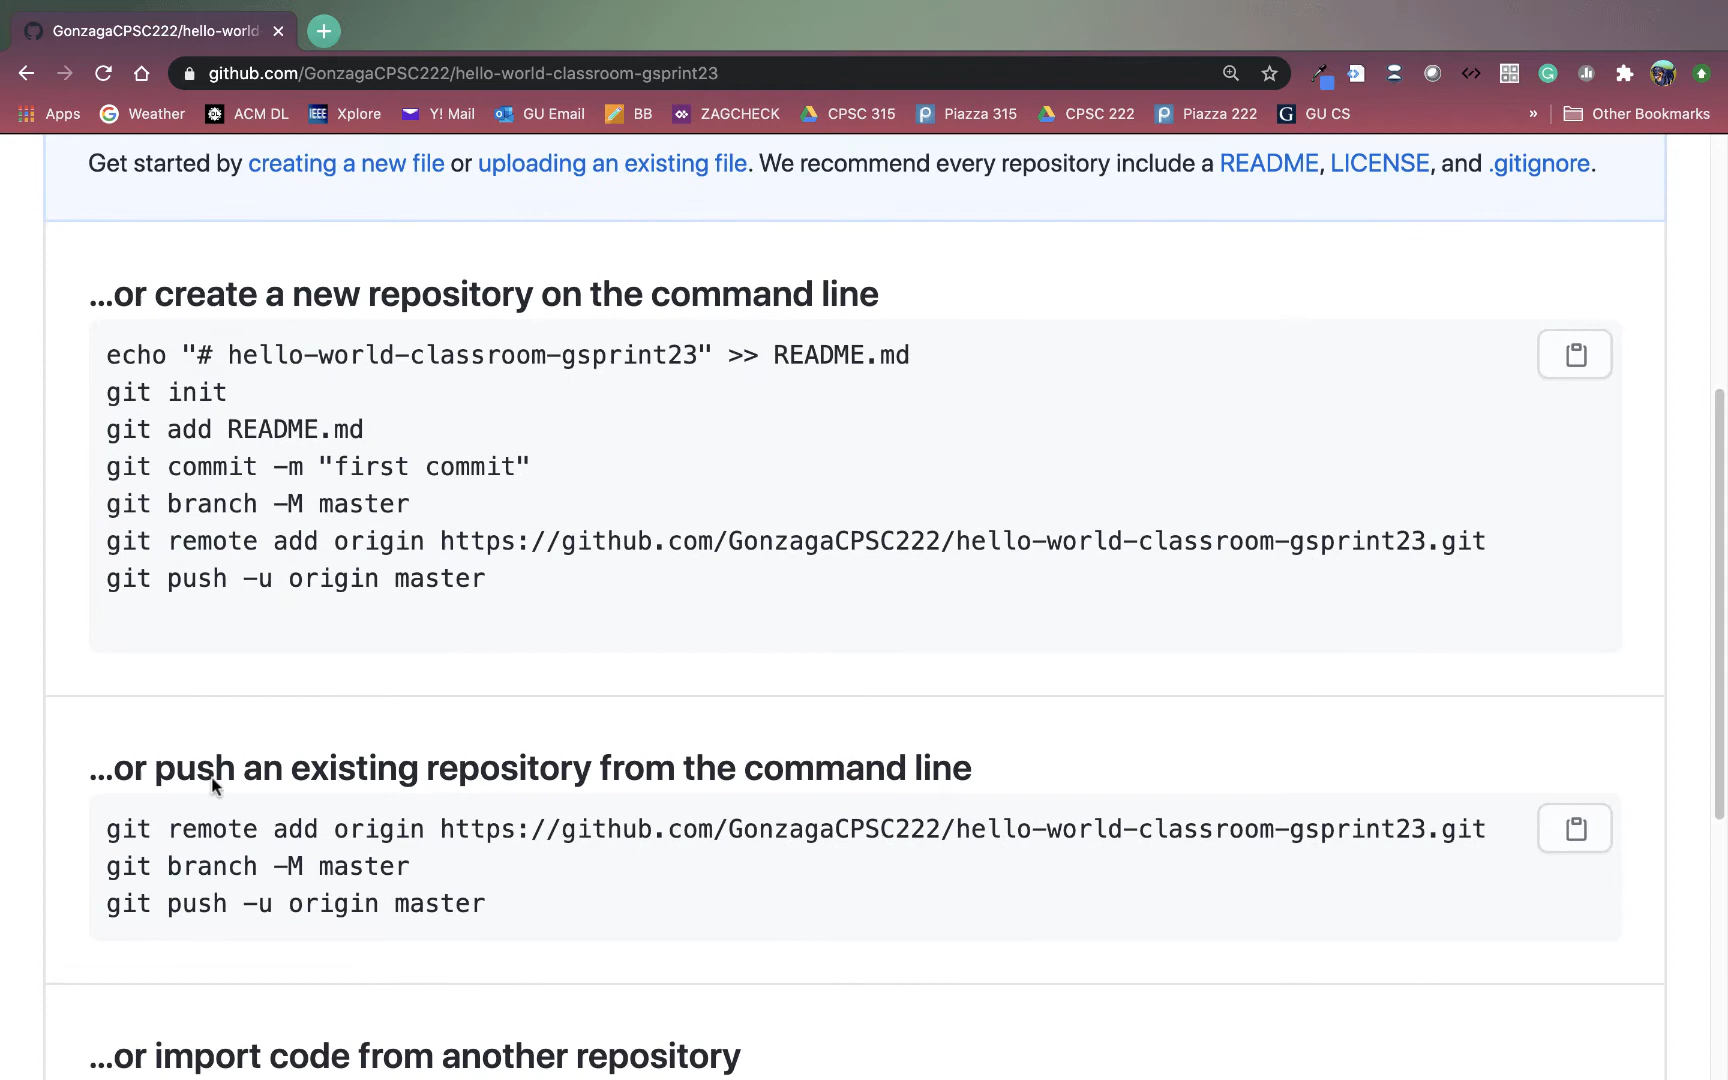 GonzagaCPSC222/hello-world
github.com/GonzagaCPSC222/hello-world-classroom-gsprint23
Apps Weather ACM DL IEEE Xplore Y! Mail GU Email BB ZAGCHECK CPSC 315 Piazza 315 CPSC 222 Piazza 222 G GU CS » Other Bookmarks
Get started by creating a new file or uploading an existing file. We recommend every repository include a README, LICENSE, and .gitignore.
...or create a new repository on the command line
echo "# hello-world-classroom-gsprint23" >> README.md
git init
git add README.md
git commit -m "first commit"
git branch -M master
git remote add origin https://github.com/GonzagaCPSC222/hello-world-classroom-gsprint23.git
git push -u origin master
...or push an existing repository from the command line
git remote add origin https://github.com/GonzagaCPSC222/hello-world-classroom-gsprint23.git
git branch -M master
git push -u origin master
...or import code from another repository